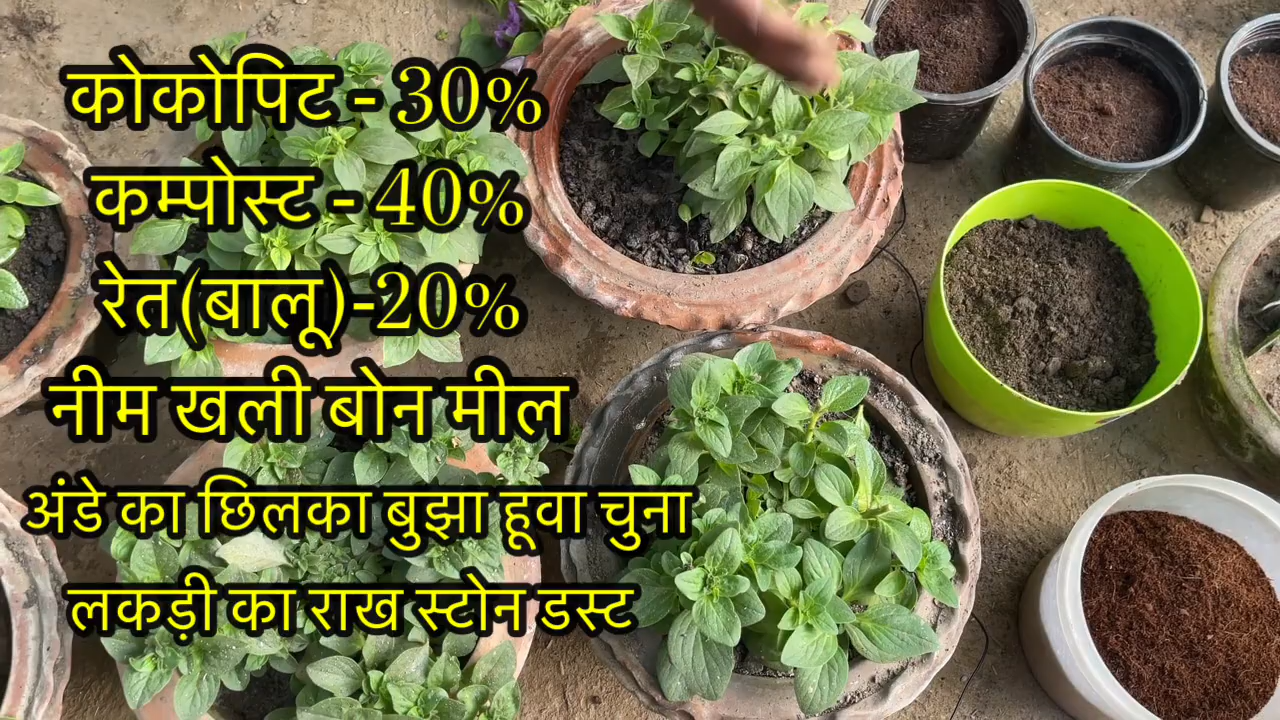 कोकोपिट - 30%
कम्पोस्ट - 40%
रेत(बालू)-20%
नीम खली बोन मील
अंडे का छिलका बुझा हूवा चुना
लकड़ी का राख स्टोन डस्ट